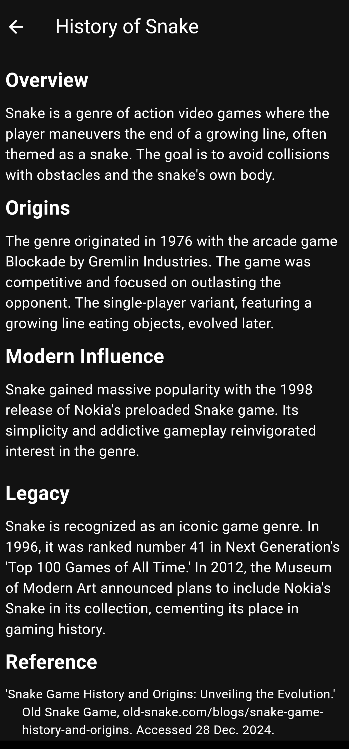 History of Snake
Overview
Snake is a genre of action video games where the
player maneuvers the end of a growing line, often
themed as a snake. The goal is to avoid collisions
with obstacles and the snake's own body.
Origins
The genre originated in 1976 with the arcade game
Blockade by Gremlin Industries. The game was
competitive and focused on outlasting the
opponent. The single-player variant, featuring a
growing line eating objects, evolved later.
Modern Influence
Snake gained massive popularity with the 1998
release of Nokia's preloaded Snake game. Its
simplicity and addictive gameplay reinvigorated
interest in the genre.
Legacy
Snake is recognized as an iconic game genre. In
1996, it was ranked number 41 in Next Generation's
'Top 100 Games of All Time.' In 2012, the Museum
of Modern Art announced plans to include Nokia's
Snake in its collection, cementing its place in
gaming history.
Reference
'Snake Game History and Origins: Unveiling the Evolution.'
Old Snake Game, old-snake.com/blogs/snake-game-
history-and-origins. Accessed 28 Dec. 2024.